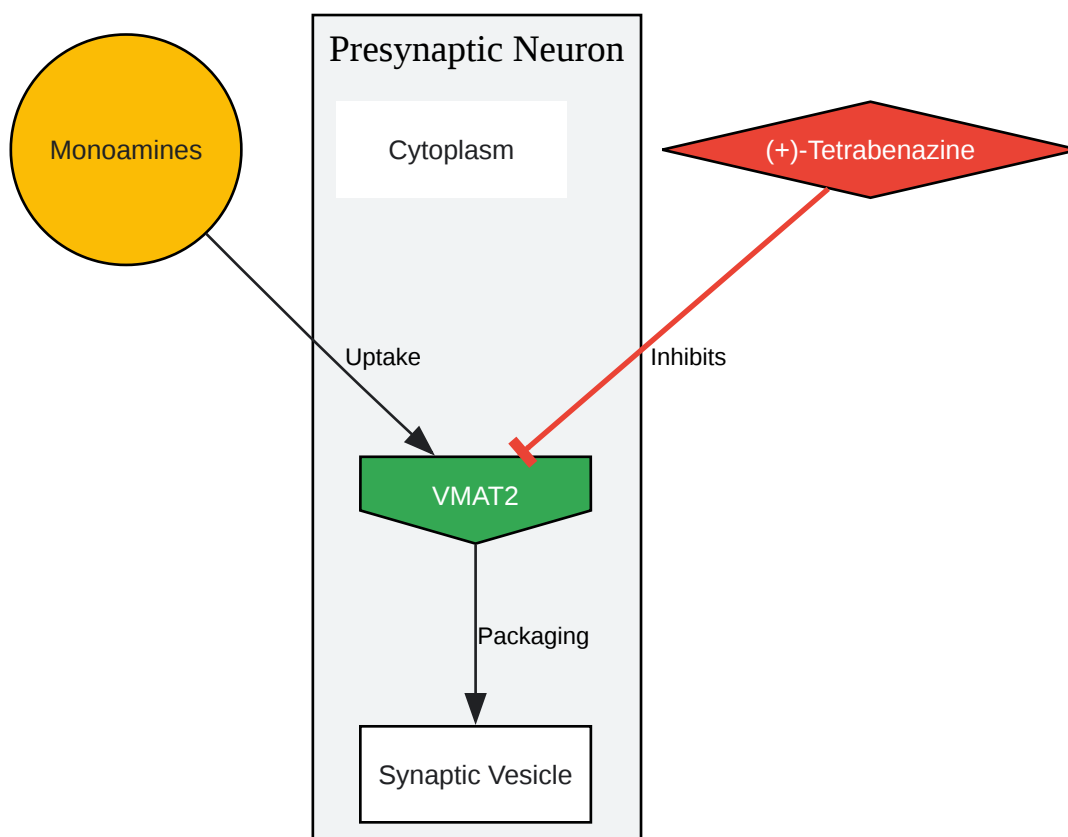 Presynaptic Neuron
Monoamines
Cytoplasm
(+)-Tetrabenazine
Uptake
Inhibits
VMAT2
Packaging
Synaptic Vesicle